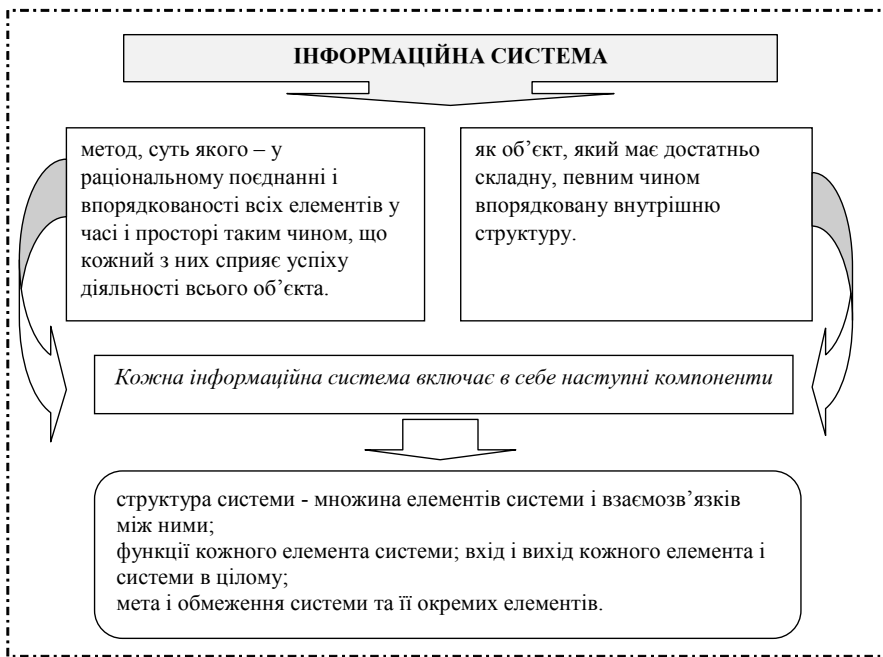 ІНФОРМАЦІЙНА СИСТЕМА
метод, суть якого – у
раціональному поєднанні і
впорядкованості всіх елементів у
часі і просторі таким чином, що
кожний з них сприяє успіху
діяльності всього об’єкта.
як об’єкт, який має достатньо
складну, певним чином
впорядковану внутрішню
структуру.
Кожна інформаційна система включає в себе наступні компоненти
структура системи - множина елементів системи і взаємозв’язків
між ними;
функції кожного елемента системи; вхід і вихід кожного елемента і
системи в цілому;
мета і обмеження системи та її окремих елементів.